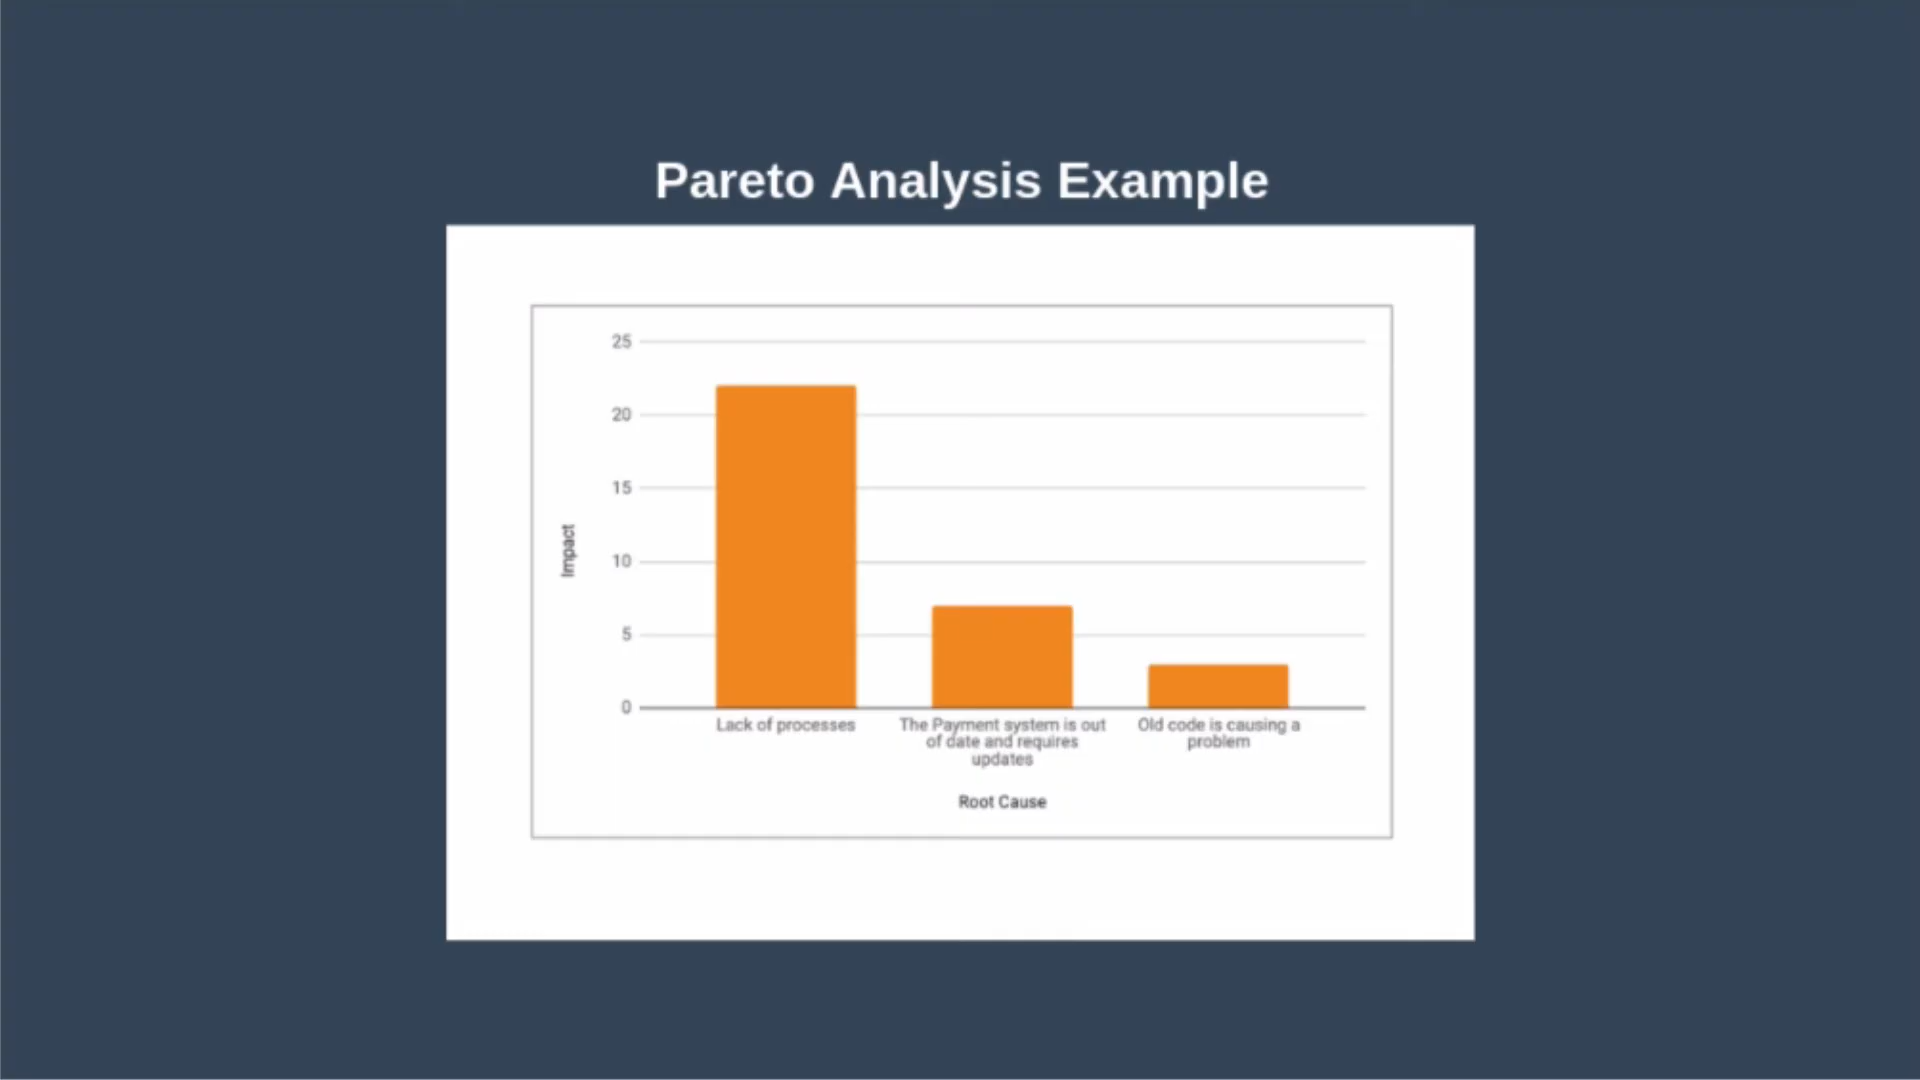 Pareto Analysis Example
25
20
15
10
5
0
Impact
Lack of processes
The Payment system is out
of date and requires
updates
Old code is causing a
problem
Root Cause